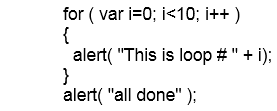 for ( var i=0; i<10; i++ )
{
alert( "This is loop # " + i);
}
alert( "all done" );